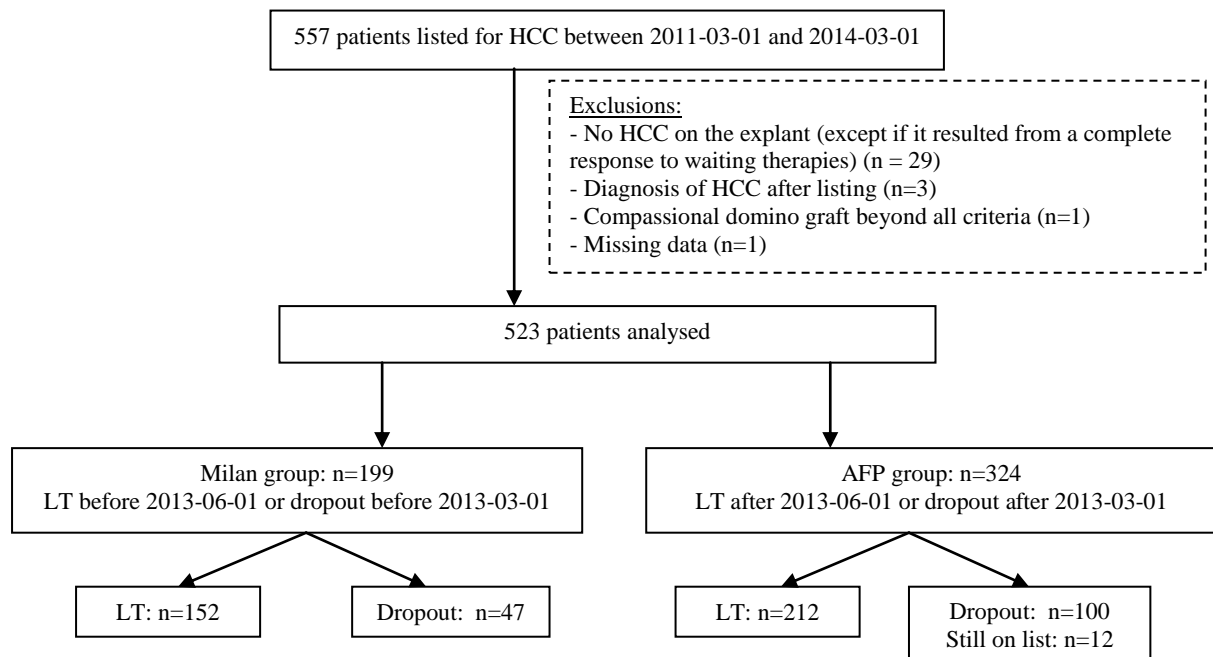 557 patients listed for HCC between 2011-03-01 and 2014-03-01
Exclusions:
- No HCC on the explant (except if it resulted from a complete
response to waiting therapies) (n = 29)
- Diagnosis of HCC after listing (n=3)
- Compassional domino graft beyond all criteria (n=1)
- Missing data (n=1)
523 patients analysed
Milan group: n=199
LT before 2013-06-01 or dropout before 2013-03-01
AFP group: n=324
LT after 2013-06-01 or dropout after 2013-03-01
LT: n=152
Dropout: n=47
LT: n=212
Dropout: n=100
Still on list: n=12